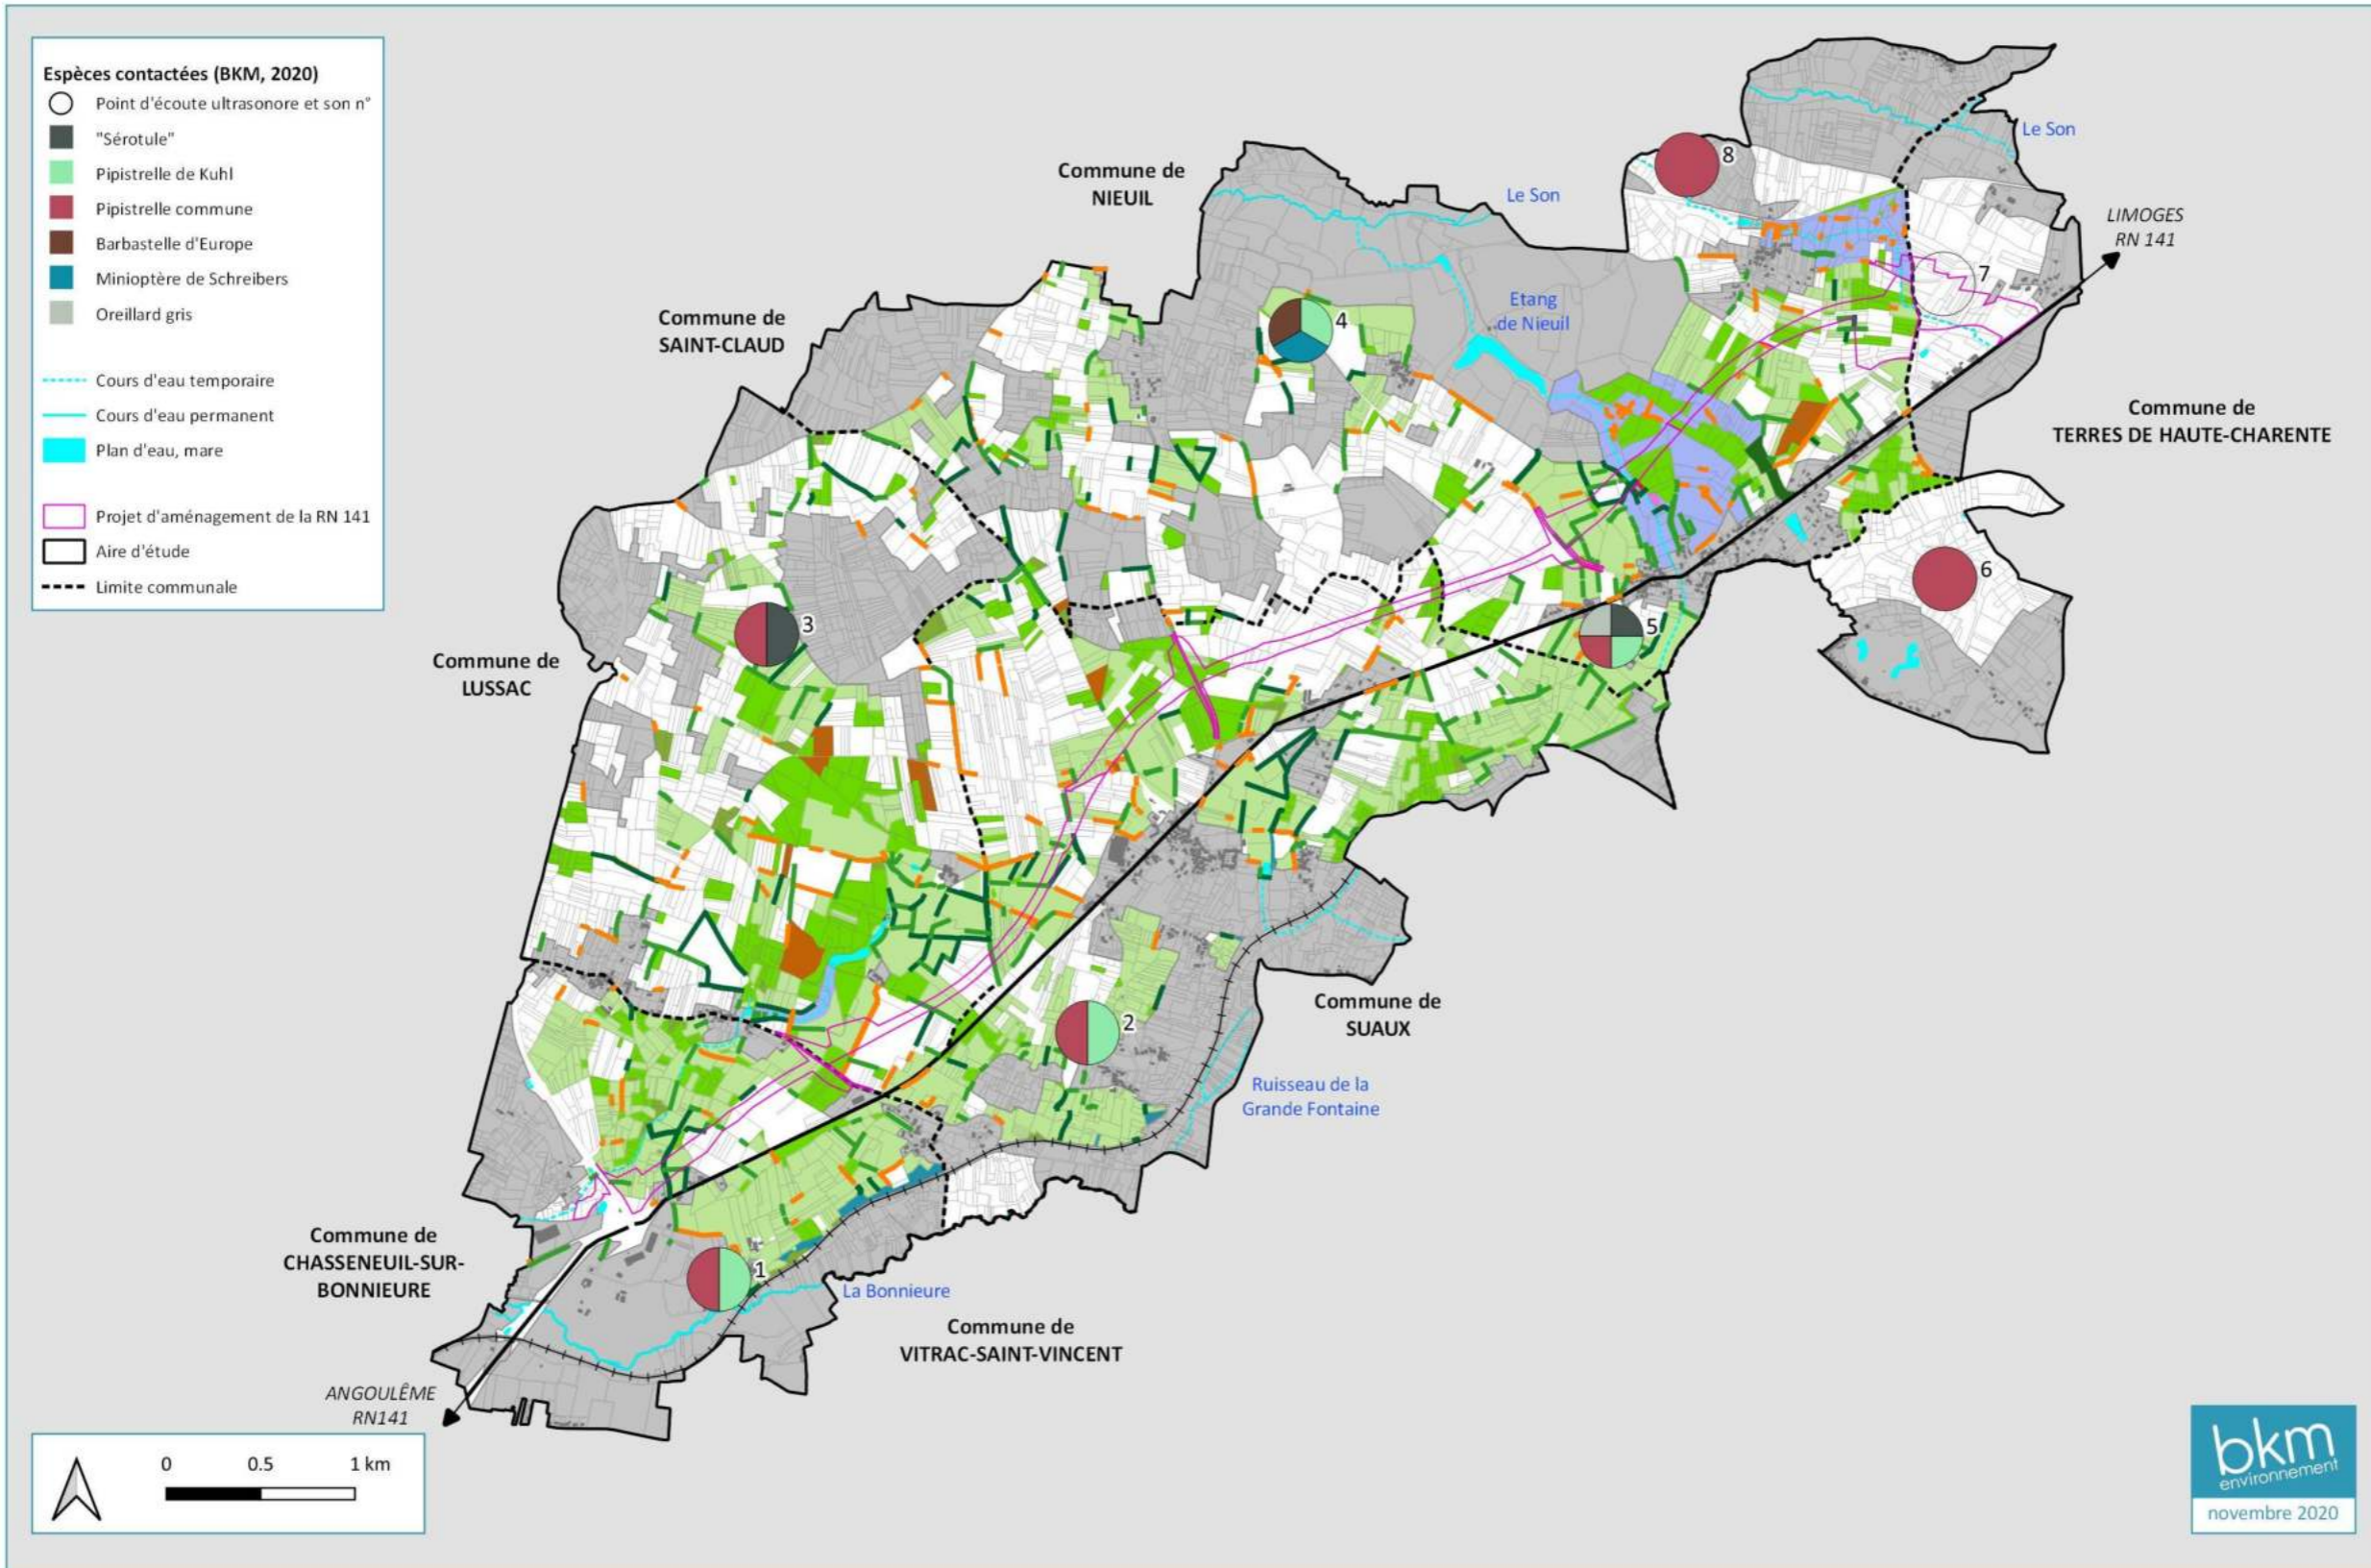 Espèces contactées (BKM, 2020)
Point d'écoute ultrasonore et son n°
"Sérotule"
Pipistrelle de Kuhl
Pipistrelle commune
Barbastelle d'Europe
Minioptère de Schreibers
Oreillard gris
Cours d'eau temporaire
Cours d'eau permanent
Plan d'eau, mare
Projet d'aménagement de la RN 141
Aire d'étude
Limite communale
Le Son
8
Commune de
NIEUIL
Le Son
LIMOGES
RN 141
7
Etang
de Nieuil
Commune de
SAINT-CLAUD
4
Commune de
TERRES DE HAUTE-CHARENTE
6
3
5
Commune de
LUSSAC
Commune de
SUAUX
2
Ruisseau de la
Grande Fontaine
Commune de
CHASSENEUIL-SUR-
BONNIEURE
1
La Bonnieure
Commune de
VITRAC-SAINT-VINCENT
ANGOULÊME
RN141
0 0.5 1 km
bkm
environnement
novembre 2020